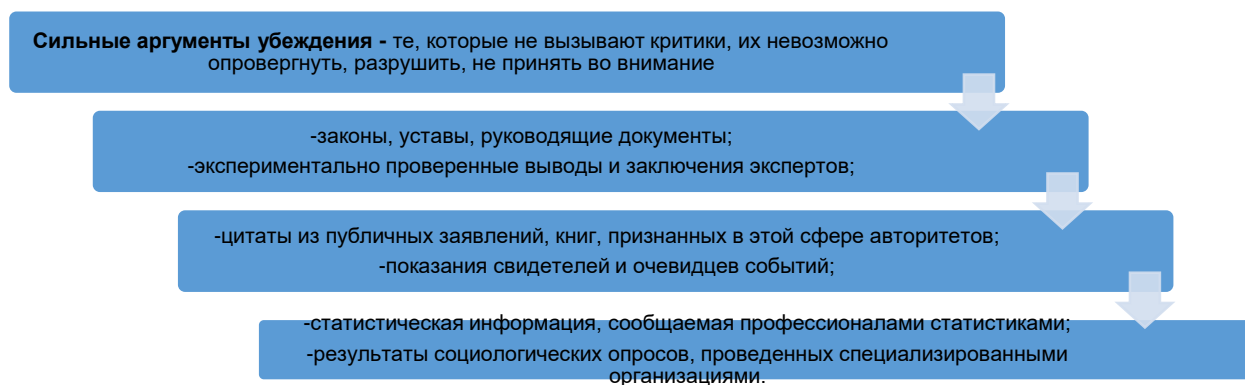 Сильные аргументы убеждения - те, которые не вызывают критики, их невозможно
опровергнуть, разрушить, не принять во внимание
-законы, уставы, руководящие документы;
-экспериментально проверенные выводы и заключения экспертов;
-цитаты из публичных заявлений, книг, признанных в этой сфере авторитетов;
-показания свидетелей и очевидцев событий;
-статистическая информация, сообщаемая профессионалами статистиками;
-результаты социологических опросов, проведенных специализированными
организациями.